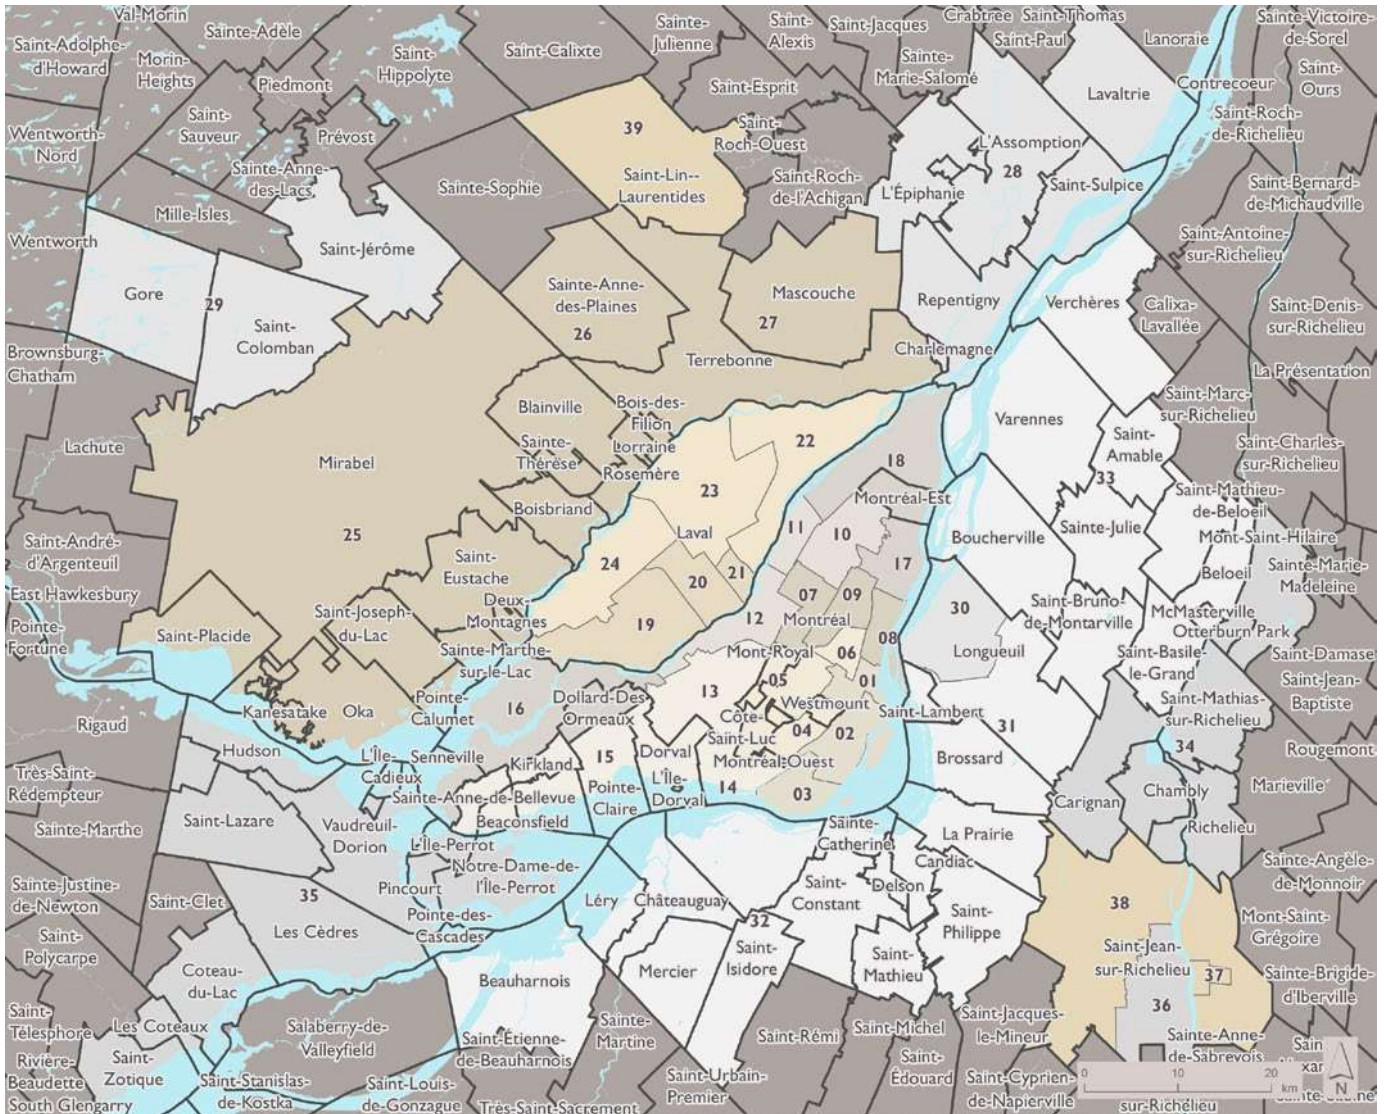 Val-Morin
Saint-Adolphe-
d'Howard
Morin-
Heights
Sainte-Adèle
Piedmont
Saint-
Hippolyte
Saint-Calixte
Sainte-
Julienne
Saint-
Alexis
Saint-Jacques
Crabtree
Saint-Paul
Saint-Thomas
Lanoraie
Sainte-Victoire-
de-Sorel
Saint-
Ours
Contrecoeur
Saint-Roch-
de-Richelieu
Sainte-
Marie-Salomé
Lavaltrie
Saint-Esprit
Wentworth-
Nord
Saint-
Sauveur
Prévost
Sainte-Anne-
des-Lacs
Sainte-Sophie
39
Saint-Lin--
Laurentides
Saint-
Roch-Ouest
Saint-Roch-
de-l'Achigan
L'Épiphanie
L'Assomption
28
Saint-Sulpice
Saint-Bernard-
de-Michaudville
Mille-Isles
Wentworth
Saint-Jérôme
Gore
29
Saint-
Colomban
Sainte-Anne-
des-Plaines
26
Mascouche
27
Repentigny
Verchères
Saint-Antoine-
sur-Richelieu
Calixa-
Lavallée
Saint-Denis-
sur-Richelieu
Brownsburg-
Chatham
Terrebonne
Charlemagne
La Présentation
Saint-Marc-
sur-Richelieu
Lachute
Mirabel
25
Blainville
Sainte-
Thérèse
Bois-des-
Filion
Lorraine
Rosemère
Boisbriand
22
23
Laval
24
20
21
19
18
Montréal-Est
11
10
17
Varennes
Saint-
Amable
33
Saint-Charles-
sur-Richelieu
Saint-Mathieu-
de-Beloeil
Mont-Saint-Hilaire
Beloeil
Sainte-Marie-
Madeleine
Boucherville
Sainte-Julie
Saint-André-
d'Argenteuil
East Hawkesbury
Pointe-
Fortune
Saint-
Eustache
Deux-
Montagnes
Saint-Joseph-
du-Lac
Saint-Placide
Sainte-Marthe-
sur-le-Lac
Pointe-
Calumet
Kanesatake
Oka
Rigaud
12
07
09
Montréal
08
Mont-Royal
06
05
01
Westmount
30
Longueuil
Saint-Bruno-
de-Montarville
McMasterville
Otterburn Park
Saint-Basile-
le-Grand
Saint-Damase
Saint-Jean-
Baptiste
Saint-Mathias-
sur-Richelieu
Rougemont
Saint-Lambert
31
Brossard
16
Dollard-Des-
Ormeaux
13
Côte-
Saint-Luc
04
02
Montréal-Ouest
03
Hudson
L'Île-
Cadieux
Senneville
Kirkland
15
Dorval
L'Île-
Dorval
14
Pointe-
Claire
Sainte-Anne-de-Bellevue
Beaconsfield
Très-Saint-
Rédempteur
Sainte-Marthe
Saint-Lazare
Vaudreuil-
Dorion
L'Île-Perrot
Notre-Dame-de-
l'Île-Perrot
Pincourt
Pointe-des-
Cascades
34
Carignan
Chambly
Richelieu
Marieville
Sainte-
Catherine
La Prairie
Candiac
Delson
Saint-
Constant
Saint-
Philippe
Sainte-Angèle-
de-Monnoir
Sainte-Justine-
de-Newton
Saint-Clet
35
Les Cèdres
Léry
Châteauguay
32
Saint-
Isidore
Mercier
Saint-
Mathieu
38
Saint-Jean-
sur-Richelieu
37
36
Mont-Saint-
Grégoire
Sainte-Brigide-
d'Iberville
Saint-
Polycarpe
Coteau-
du-Lac
Beauharnois
Saint-
Télesphore
Les Coteaux
Salaberry-de-
Valleyfield
Saint-Étienne-
de-Beauharnois
Sainte-
Martine
Saint-Rémi
Saint-Michel
Saint-Jacques-
le-Mineur
Sainte-Anne-
de-Sabrevois
Rivière-
Beaudette
Saint-
Zotique
South Glengarry
Saint-Stanislas-
de-Kostka
Saint-Louis-
de-Gonzague
Très-Saint-Sacrement
Saint-Urbain-
Premier
Saint-
Édouard
Saint-Cyprien-
de-Napierville
sur-Richelieu
0 10 20
km
N